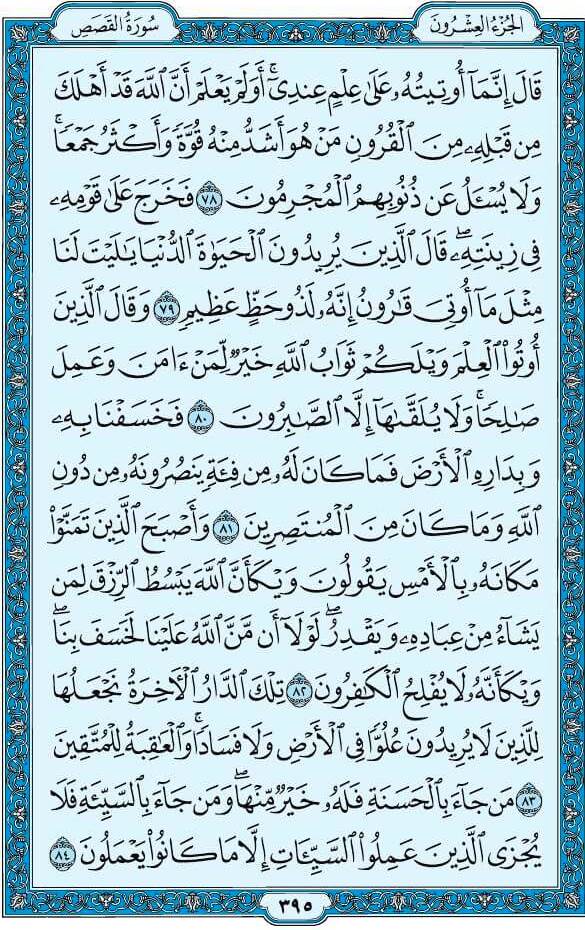 الجزء العشرون سورة القصص
قَالَ إِنَّمَآ أُوتِيتُهُۥ عَلَىٰ عِلْمٍ عِندِىٓ ۚ أَوَلَمْ يَعْلَمْ أَنَّ ٱللَّهَ قَدْ أَهْلَكَ
مِن قَبْلِهِۦ مِنَ ٱلْقُرُونِ مَنْ هُوَ أَشَدُّ مِنْهُ قُوَّةً وَأَكْثَرُ جَمْعًا ۚ
وَلَا يُسْـَٔلُ عَن ذُنُوبِهِمُ ٱلْمُجْرِمُونَ ٧٨ فَخَرَجَ عَلَىٰ قَوْمِهِۦ
فِى زِينَتِهِۦ ۖ قَالَ ٱلَّذِينَ يُرِيدُونَ ٱلْحَيَوٰةَ ٱلدُّنْيَا يَٰلَيْتَ لَنَا
مِثْلَ مَآ أُوتِىَ قَٰرُونُ إِنَّهُۥ لَذُو حَظٍّ عَظِيمٍ ٧٩ وَقَالَ ٱلَّذِينَ
أُوتُوا۟ ٱلْعِلْمَ وَيْلَكُمْ ثَوَابُ ٱللَّهِ خَيْرٌ لِّمَنْ ءَامَنَ وَعَمِلَ
صَٰلِحًا ۚ وَلَا يُلَقَّىٰهَآ إِلَّا ٱلصَّٰبِرُونَ ٨٠ فَخَسَفْنَا بِهِۦ
وَبِدَارِهِ ٱلْأَرْضَ فَمَا كَانَ لَهُۥ مِن فِئَةٍ يَنصُرُونَهُۥ مِن دُونِ
ٱللَّهِ وَمَا كَانَ مِنَ ٱلْمُنتَصِرِينَ ٨١ وَأَصْبَحَ ٱلَّذِينَ تَمَنَّوْا۟
مَكَانَهُۥ بِٱلْأَمْسِ يَقُولُونَ وَيْكَأَنَّ ٱللَّهَ يَبْسُطُ ٱلرِّزْقَ لِمَن
يَشَآءُ مِنْ عِبَادِهِۦ وَيَقْدِرُ ۖ لَوْلَآ أَن مَّنَّ ٱللَّهُ عَلَيْنَا لَخَسَفَ بِنَا ۖ
وَيْكَأَنَّهُۥ لَا يُفْلِحُ ٱلْكَٰفِرُونَ ٨٢ تِلْكَ ٱلدَّارُ ٱلْءَاخِرَةُ نَجْعَلُهَا
لِلَّذِينَ لَا يُرِيدُونَ عُلُوًّا فِى ٱلْأَرْضِ وَلَا فَسَادًا ۚ وَٱلْعَٰقِبَةُ لِلْمُتَّقِينَ
٨٣ مَن جَآءَ بِٱلْحَسَنَةِ فَلَهُۥ خَيْرٌ مِّنْهَا ۖ وَمَن جَآءَ بِٱلسَّيِّئَةِ فَلَا
يُجْزَى ٱلَّذِينَ عَمِلُوا۟ ٱلسَّيِّـَٔاتِ إِلَّا مَا كَانُوا۟ يَعْمَلُونَ ٨٤
٣٩٥